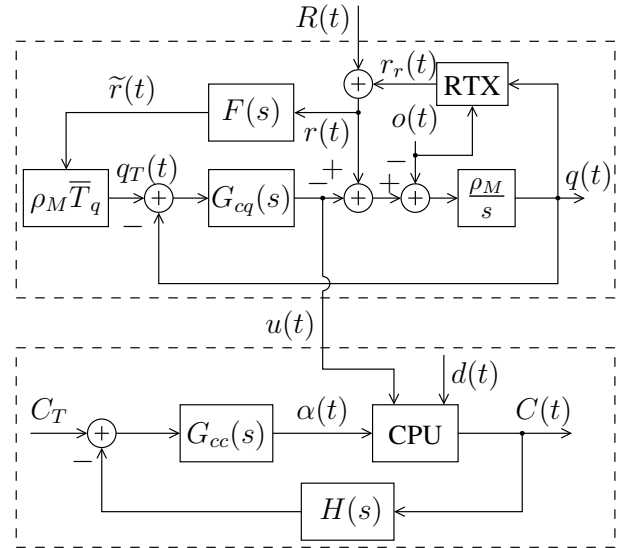 R(t)
r̃(t)
F(s)
r(t)
+
r_r(t)
RTX
o(t)
ρ_M T̅_q
q_T(t)
+
−
G_cq(s)
−
+
+
+
−
+
ρ_M/s
q(t)
u(t)
d(t)
C_T
+
−
G_cc(s)
α(t)
CPU
C(t)
H(s)